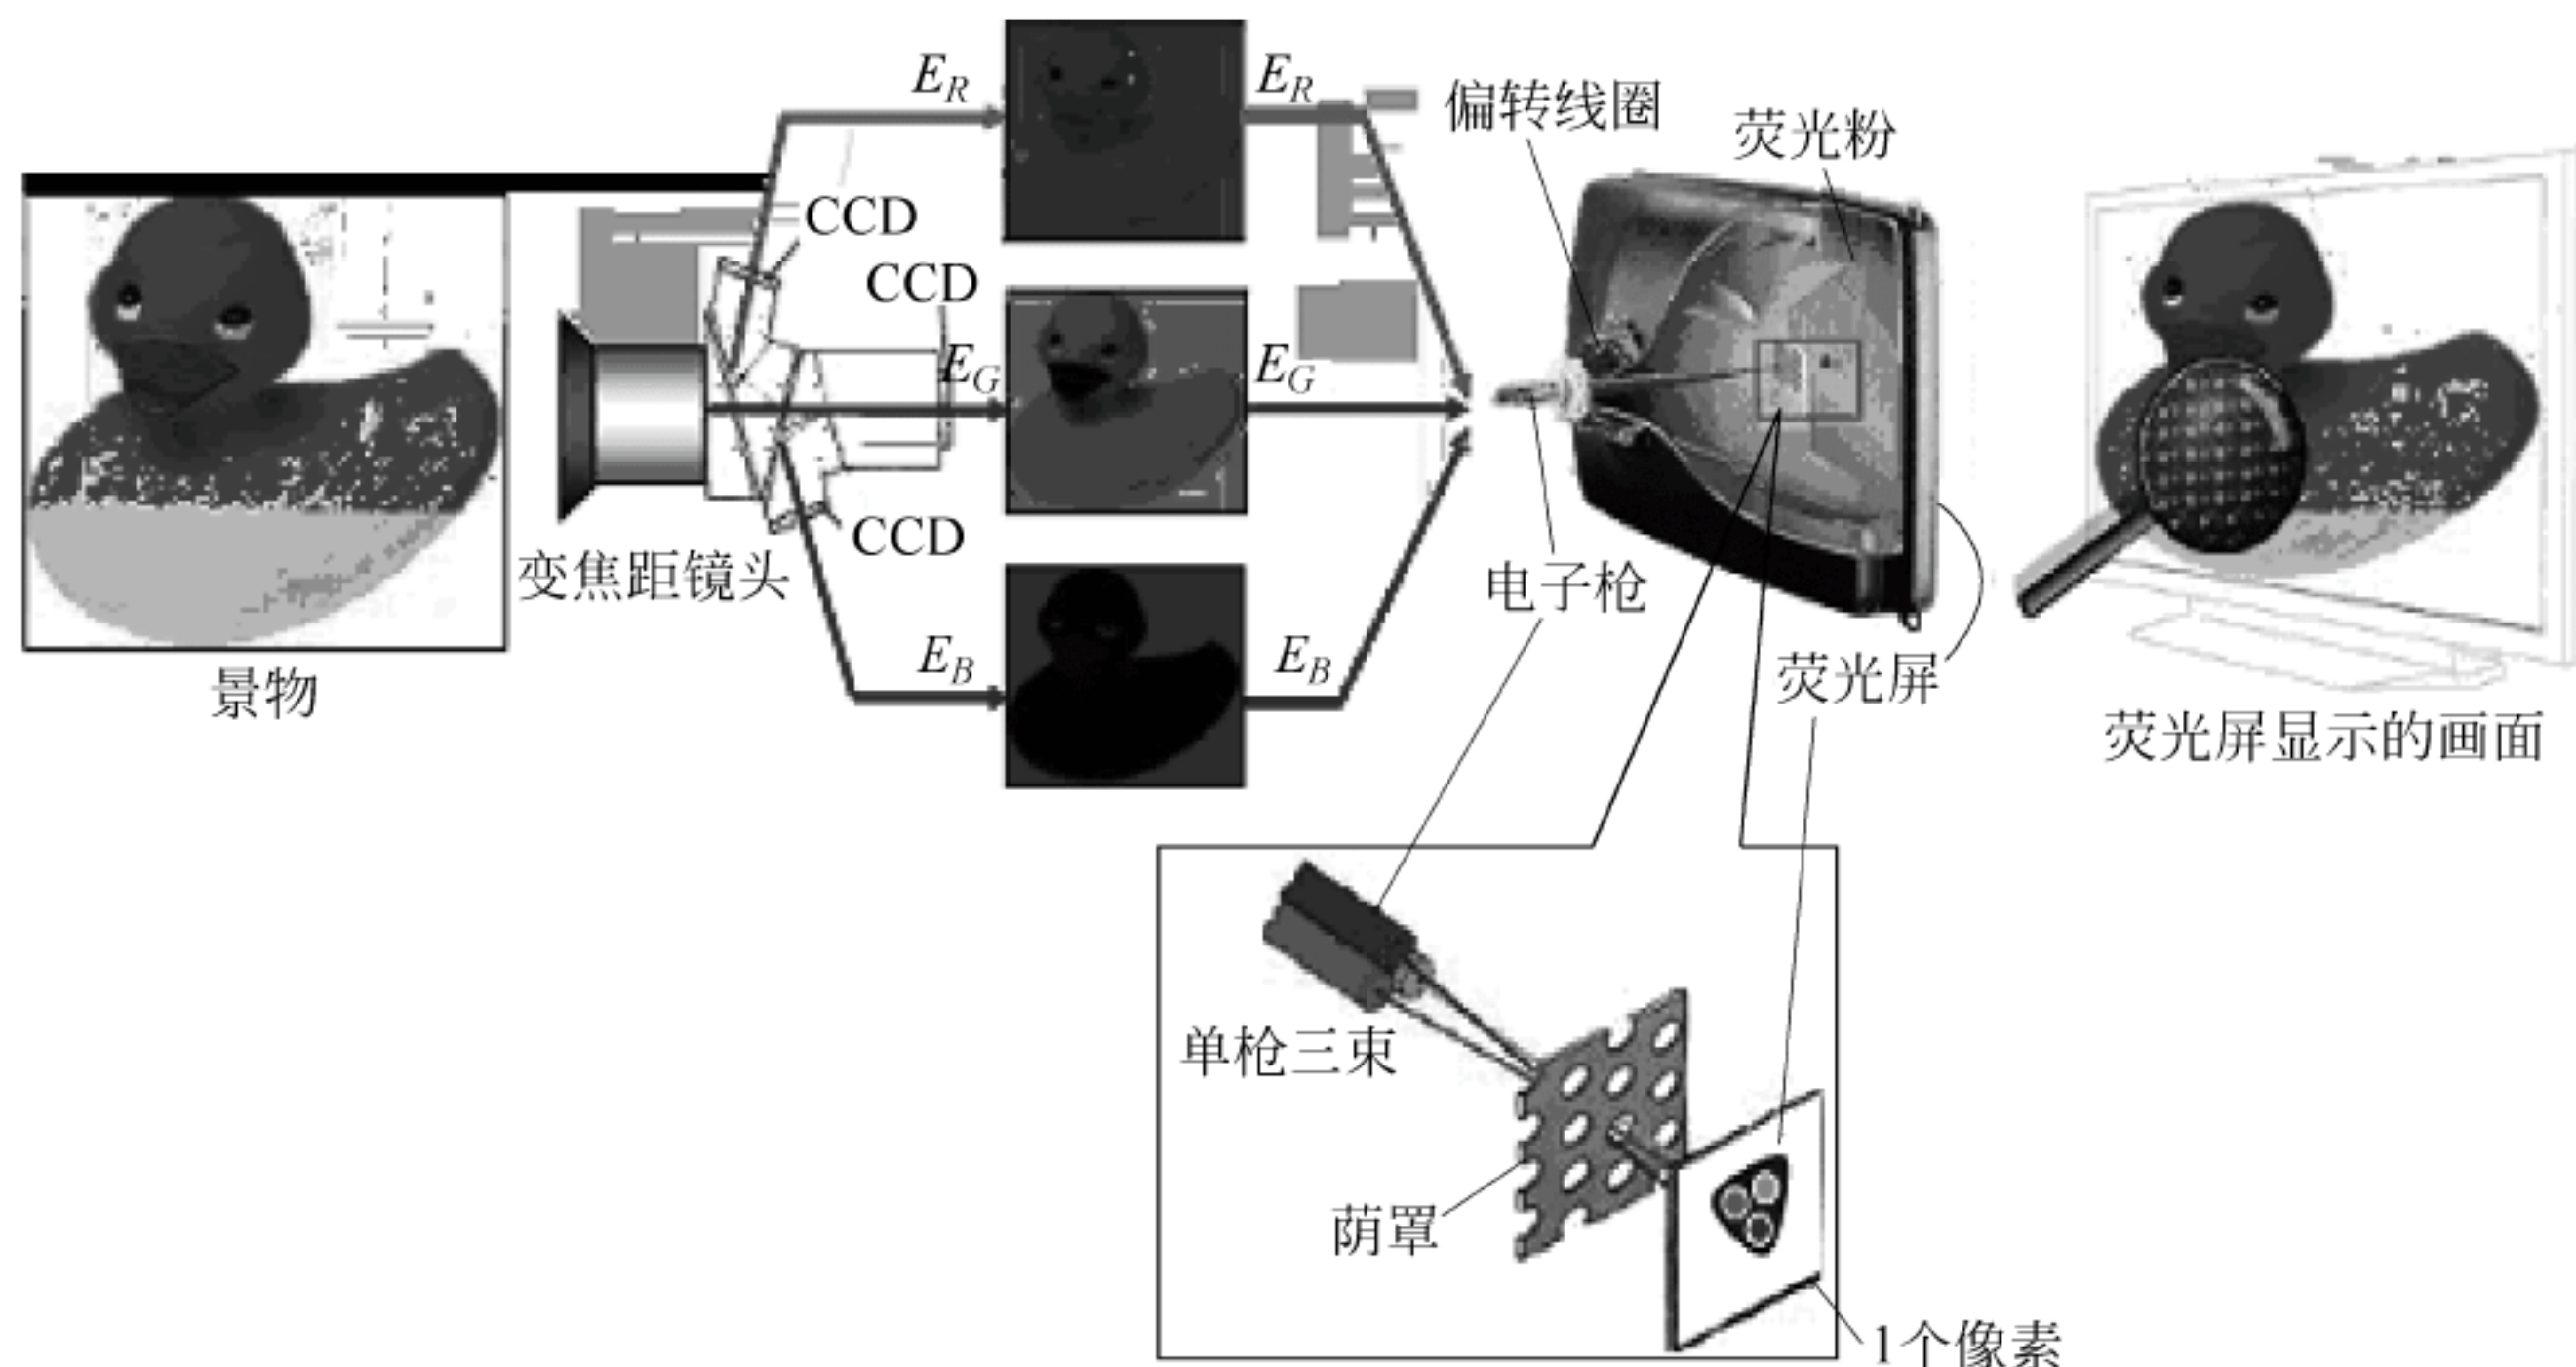 E_R
E_R
偏转线圈
荧光粉
CCD
CCD
E_G
E_G
CCD
变焦距镜头
电子枪
E_B
E_B
景物
荧光屏
荧光屏显示的画面
单枪三束
荫罩
1个像素